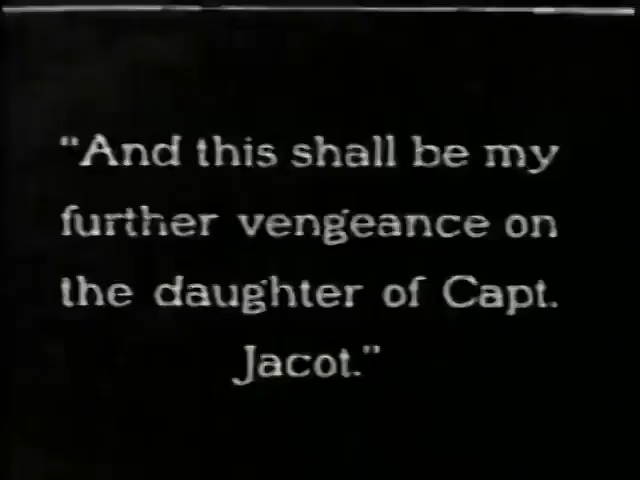 "And this shall be my
further vengeance on
the daughter of Capt.
Jacot."